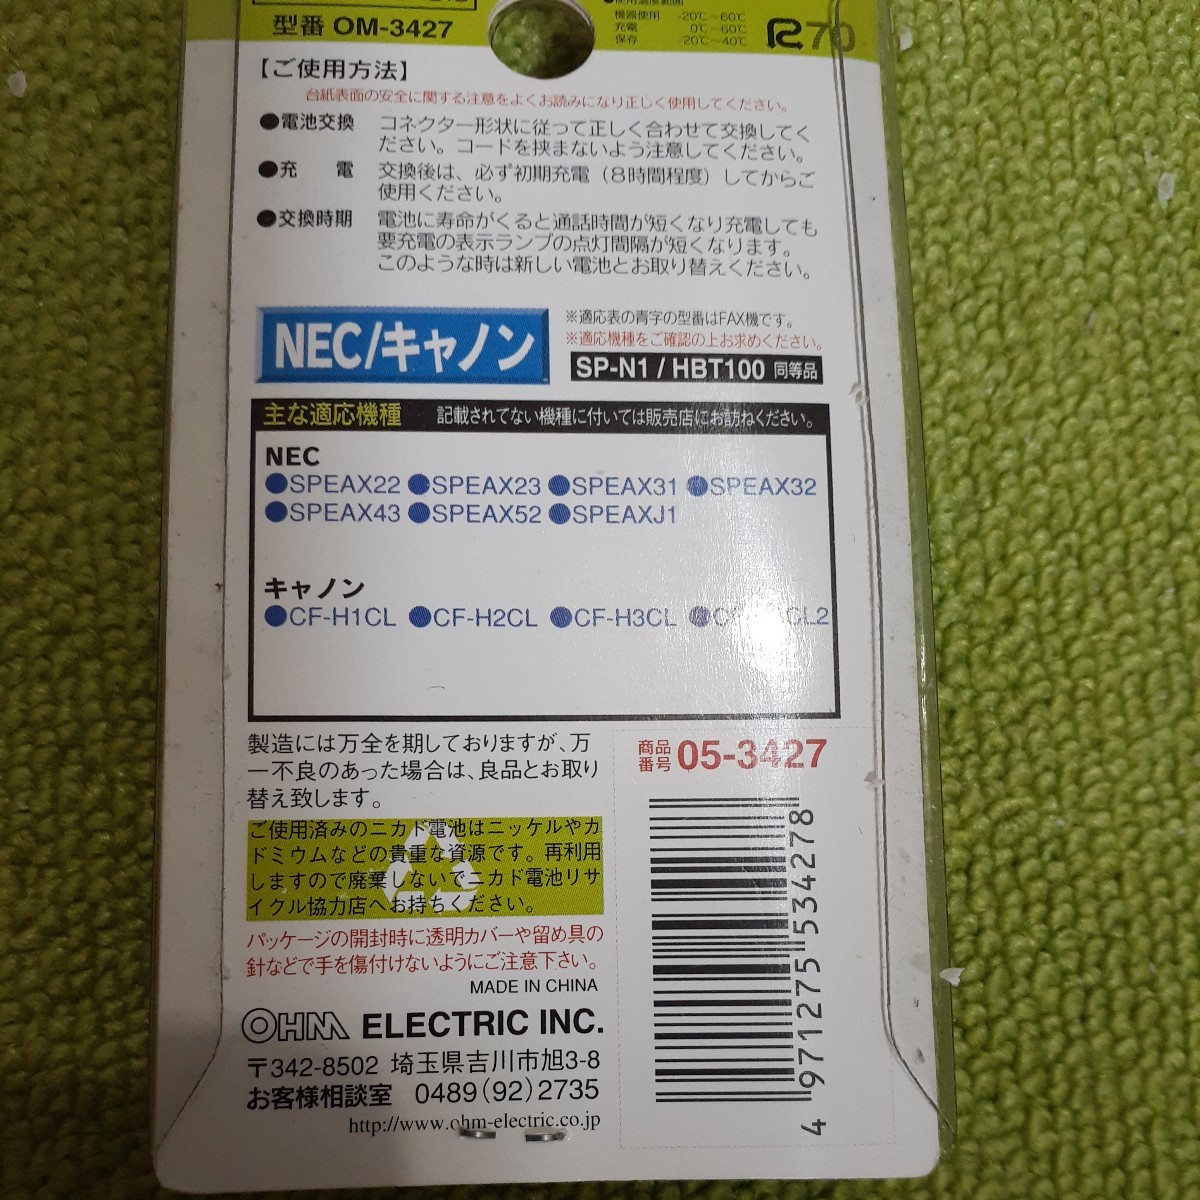 型番 OM-3427
機器使用 -20℃～60℃
充電 0℃～60℃
保存 -20℃～40℃
R70
【ご使用方法】
台紙表面の安全に関する注意をよくお読みになり正しく使用してください。
●電池交換 コネクター形状に従って正しく合わせて交換してく
ださい。コードを挟まないよう注意してください。
●充 電 交換後は、必ず初期充電（8時間程度）してからご
使用ください。
●交換時期 電池に寿命がくると通話時間が短くなり充電しても
要充電の表示ランプの点灯間隔が短くなります。
このような時は新しい電池とお取り替えください。
NEC/キャノン
※適応表の青字の型番はFAX機です。
※適応機種をご確認の上お求めください。
SP-N1 / HBT100 同等品
主な適応機種 記載されてない機種に付いては販売店にお訪ねください。
NEC
●SPEAX22 ●SPEAX23 ●SPEAX31 ●SPEAX32
●SPEAX43 ●SPEAX52 ●SPEAXJ1
キャノン
●CF-H1CL ●CF-H2CL ●CF-H3CL
製造には万全を期しておりますが、万
一不良のあった場合は、良品とお取り
替え致します。
商品番号 05-3427
ご使用済みのニカド電池はニッケルやカ
ドミウムなどの貴重な資源です。再利用
しますので廃棄しないでニカド電池リサ
イクル協力店へお持ちください。
パッケージの開封時に透明カバーや留め具の
針などで手を傷付けないようにご注意下さい。
MADE IN CHINA
OHM ELECTRIC INC.
〒342-8502 埼玉県吉川市旭3-8
お客様相談室 0489(92)2735
http://www.ohm-electric.co.jp
4 971275 534278